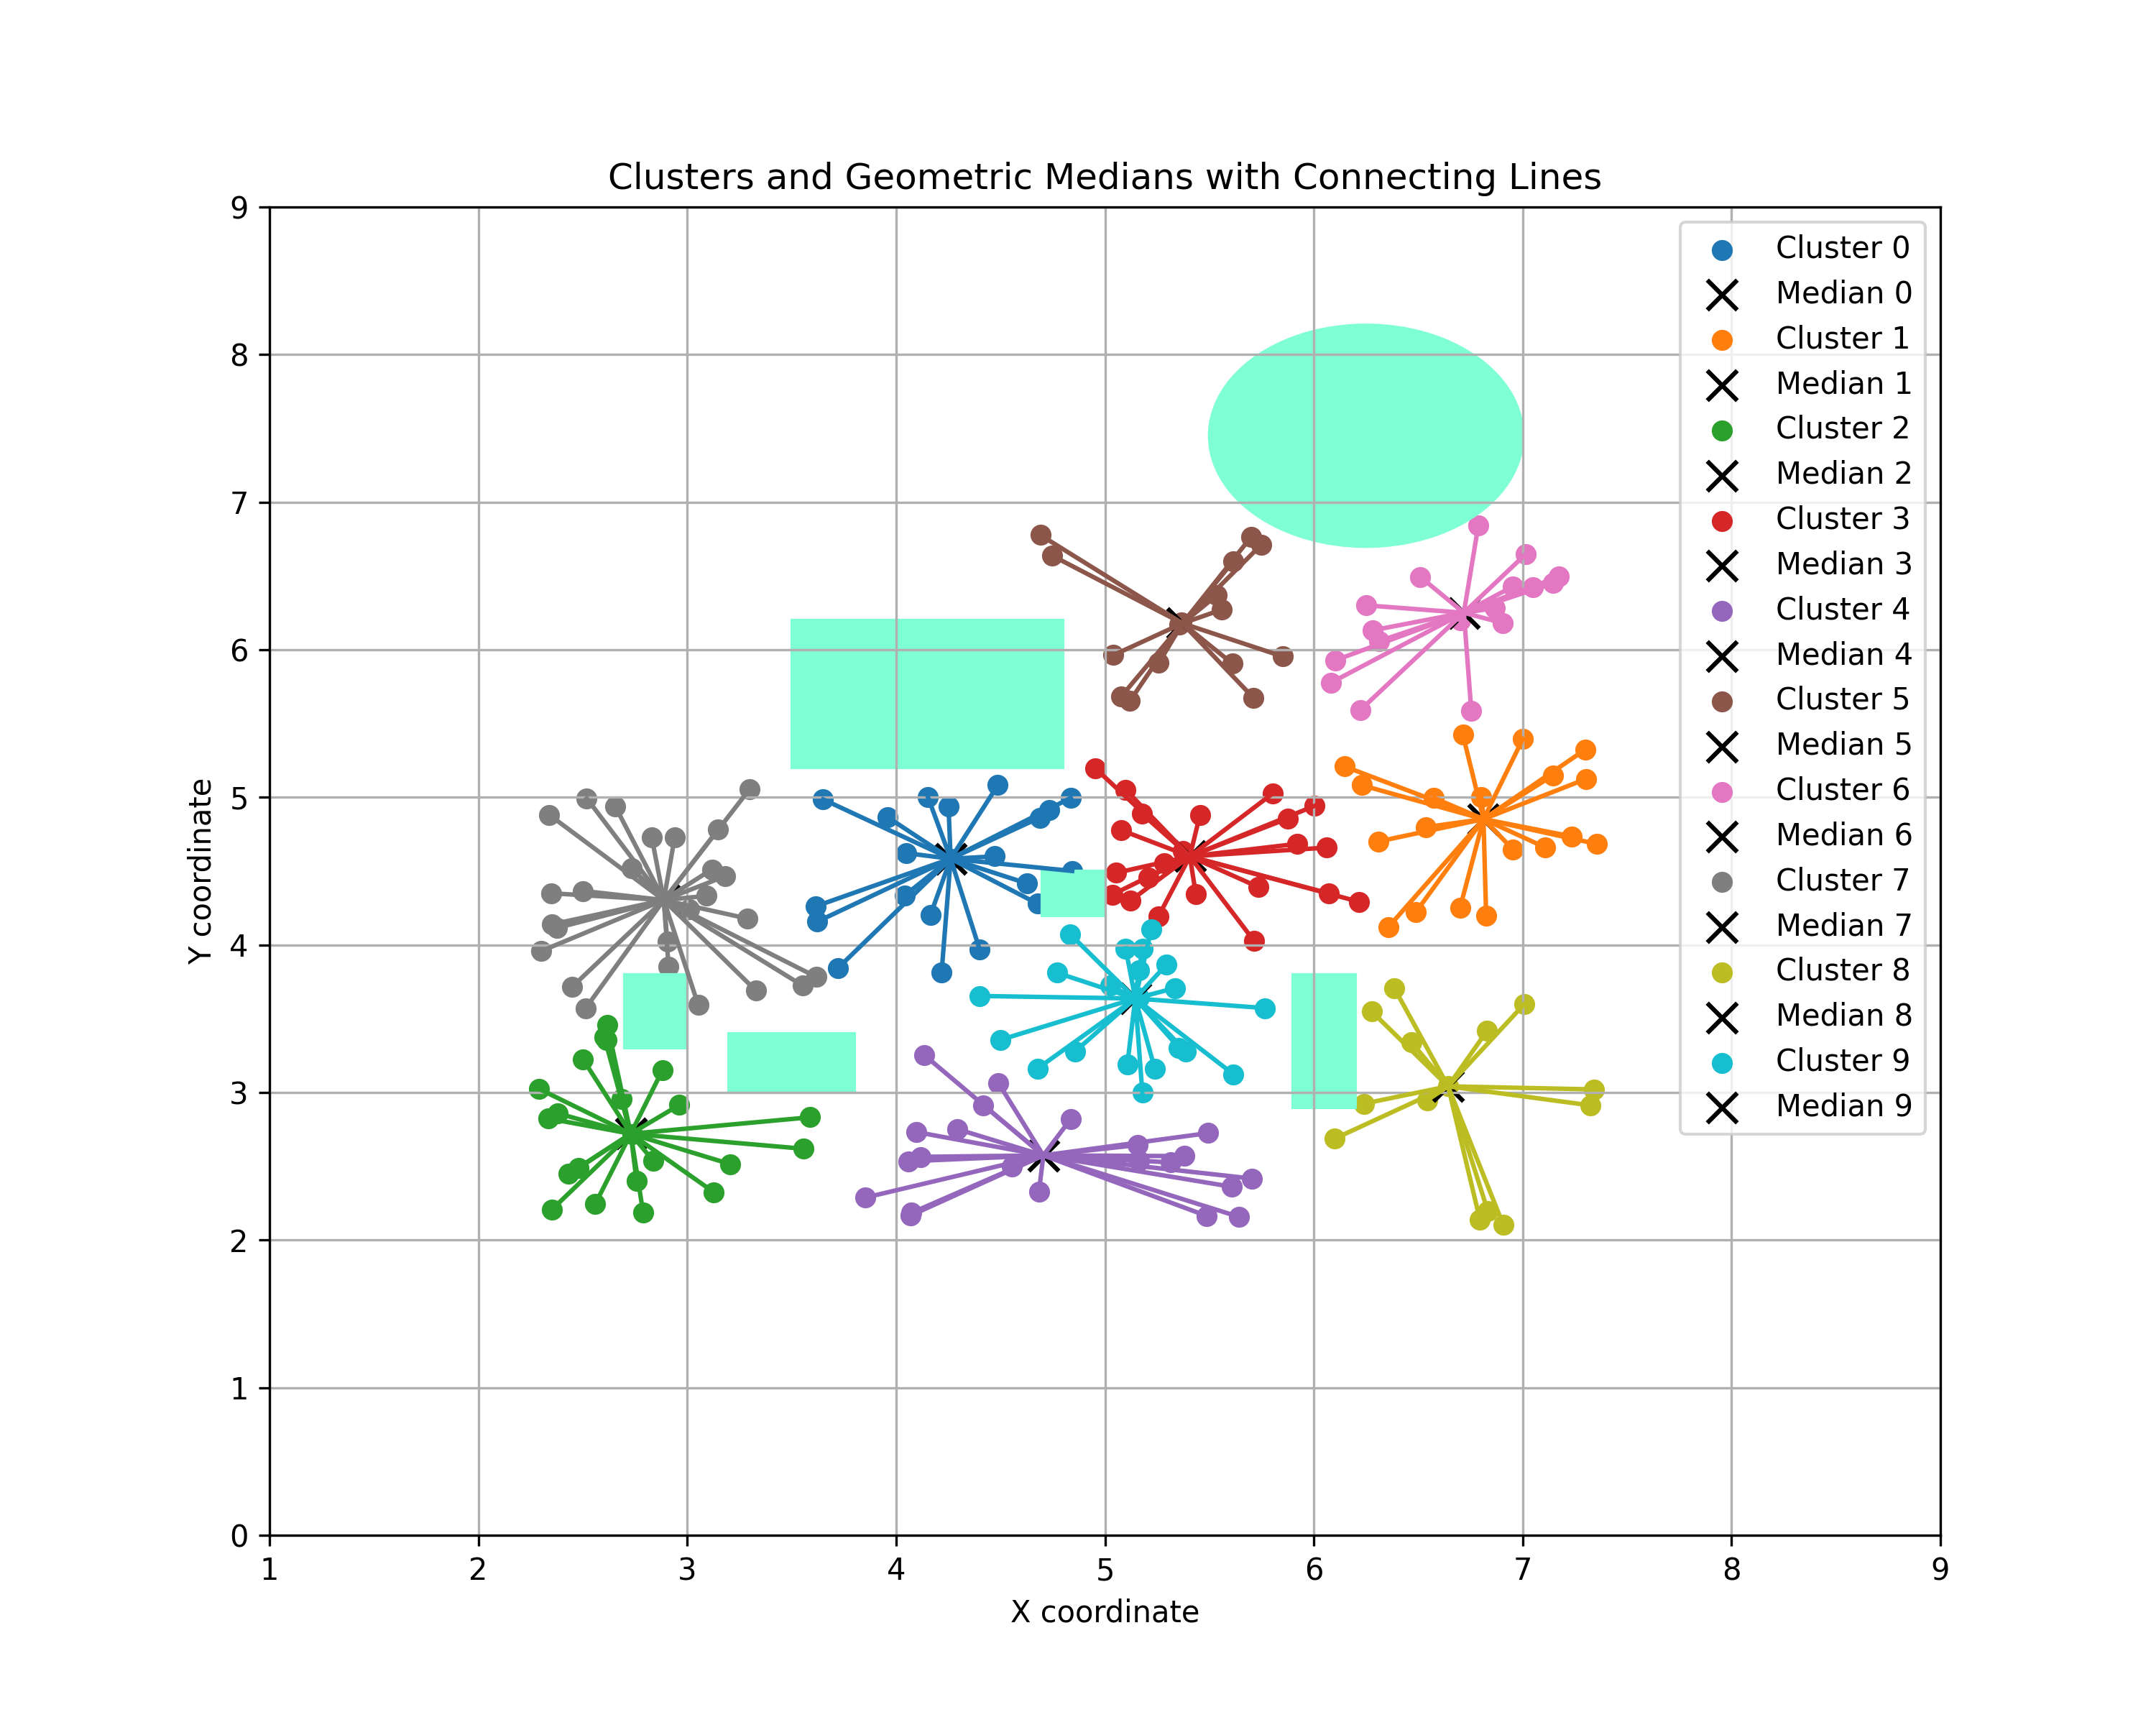 Clusters and Geometric Medians with Connecting Lines
9
8
7
6
5
4
3
2
1
0
Y coordinate
1 2 3 4 5 6 7 8 9
X coordinate
Cluster 0
Median 0
Cluster 1
Median 1
Cluster 2
Median 2
Cluster 3
Median 3
Cluster 4
Median 4
Cluster 5
Median 5
Cluster 6
Median 6
Cluster 7
Median 7
Cluster 8
Median 8
Cluster 9
Median 9